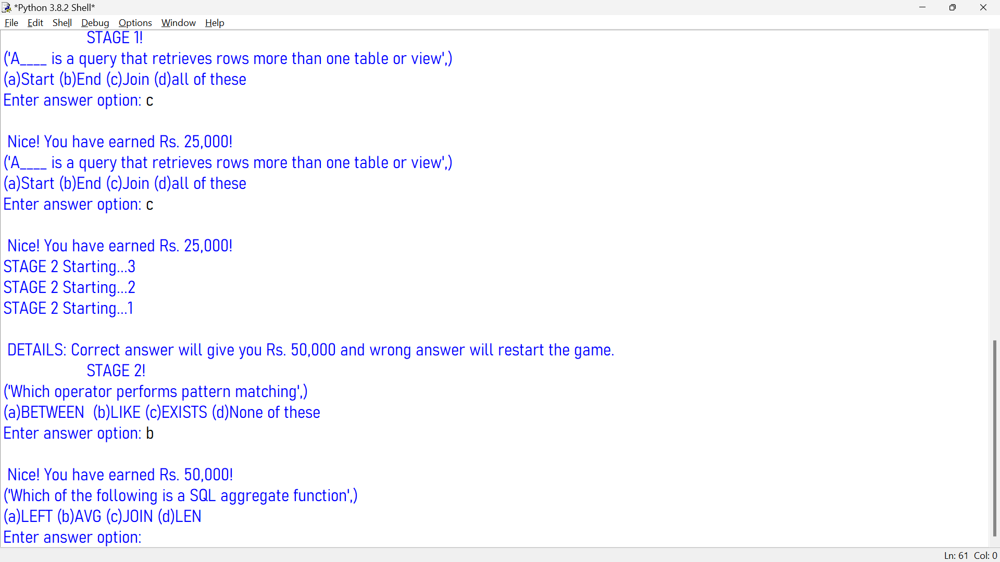 *Python 3.8.2 Shell*
File Edit Shell Debug Options Window Help
STAGE 1!
('A____ is a query that retrieves rows more than one table or view',)
(a)Start (b)End (c)Join (d)all of these
Enter answer option: c
Nice! You have earned Rs. 25,000!
('A____ is a query that retrieves rows more than one table or view',)
(a)Start (b)End (c)Join (d)all of these
Enter answer option: c
Nice! You have earned Rs. 25,000!
STAGE 2 Starting...3
STAGE 2 Starting...2
STAGE 2 Starting...1
DETAILS: Correct answer will give you Rs. 50,000 and wrong answer will restart the game.
STAGE 2!
('Which operator performs pattern matching',)
(a)BETWEEN  (b)LIKE (c)EXISTS (d)None of these
Enter answer option: b
Nice! You have earned Rs. 50,000!
('Which of the following is a SQL aggregate function',)
(a)LEFT (b)AVG (c)JOIN (d)LEN
Enter answer option:
Ln: 61 Col: 0